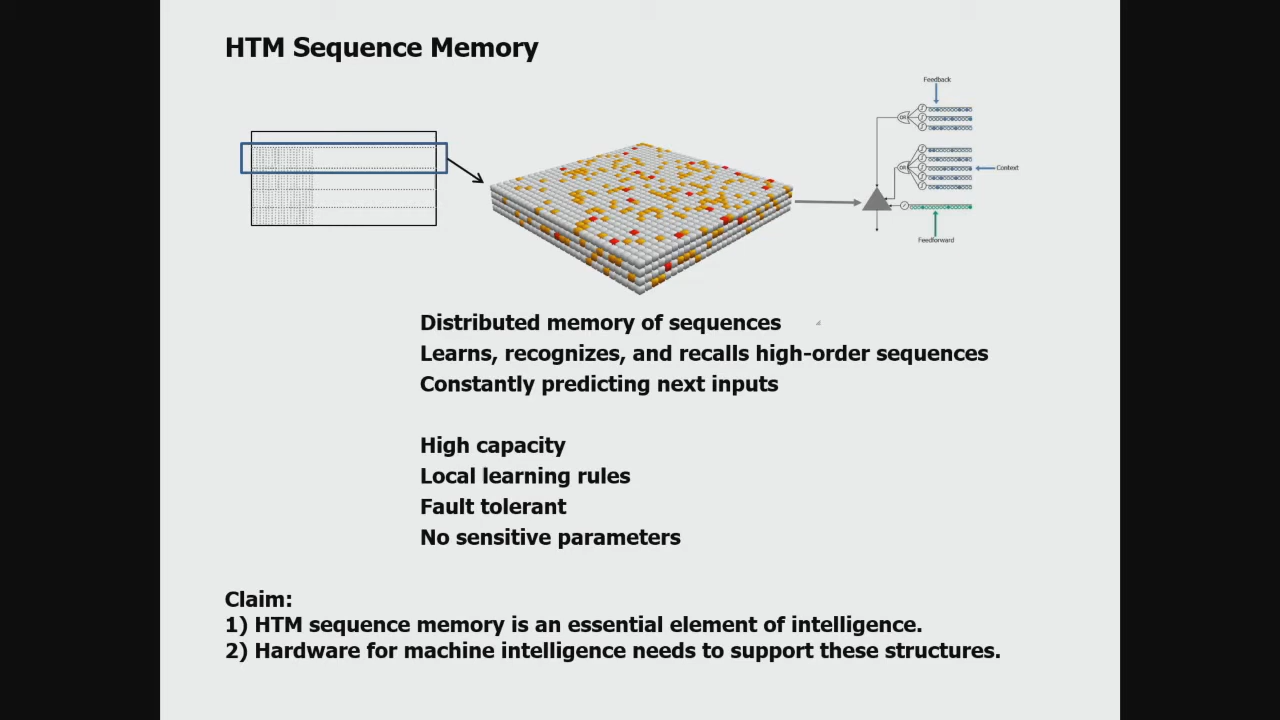 HTM Sequence Memory
Feedback
OR
Context
OR
Feedforward
Distributed memory of sequences
Learns, recognizes, and recalls high-order sequences
Constantly predicting next inputs
High capacity
Local learning rules
Fault tolerant
No sensitive parameters
Claim:
1) HTM sequence memory is an essential element of intelligence.
2) Hardware for machine intelligence needs to support these structures.